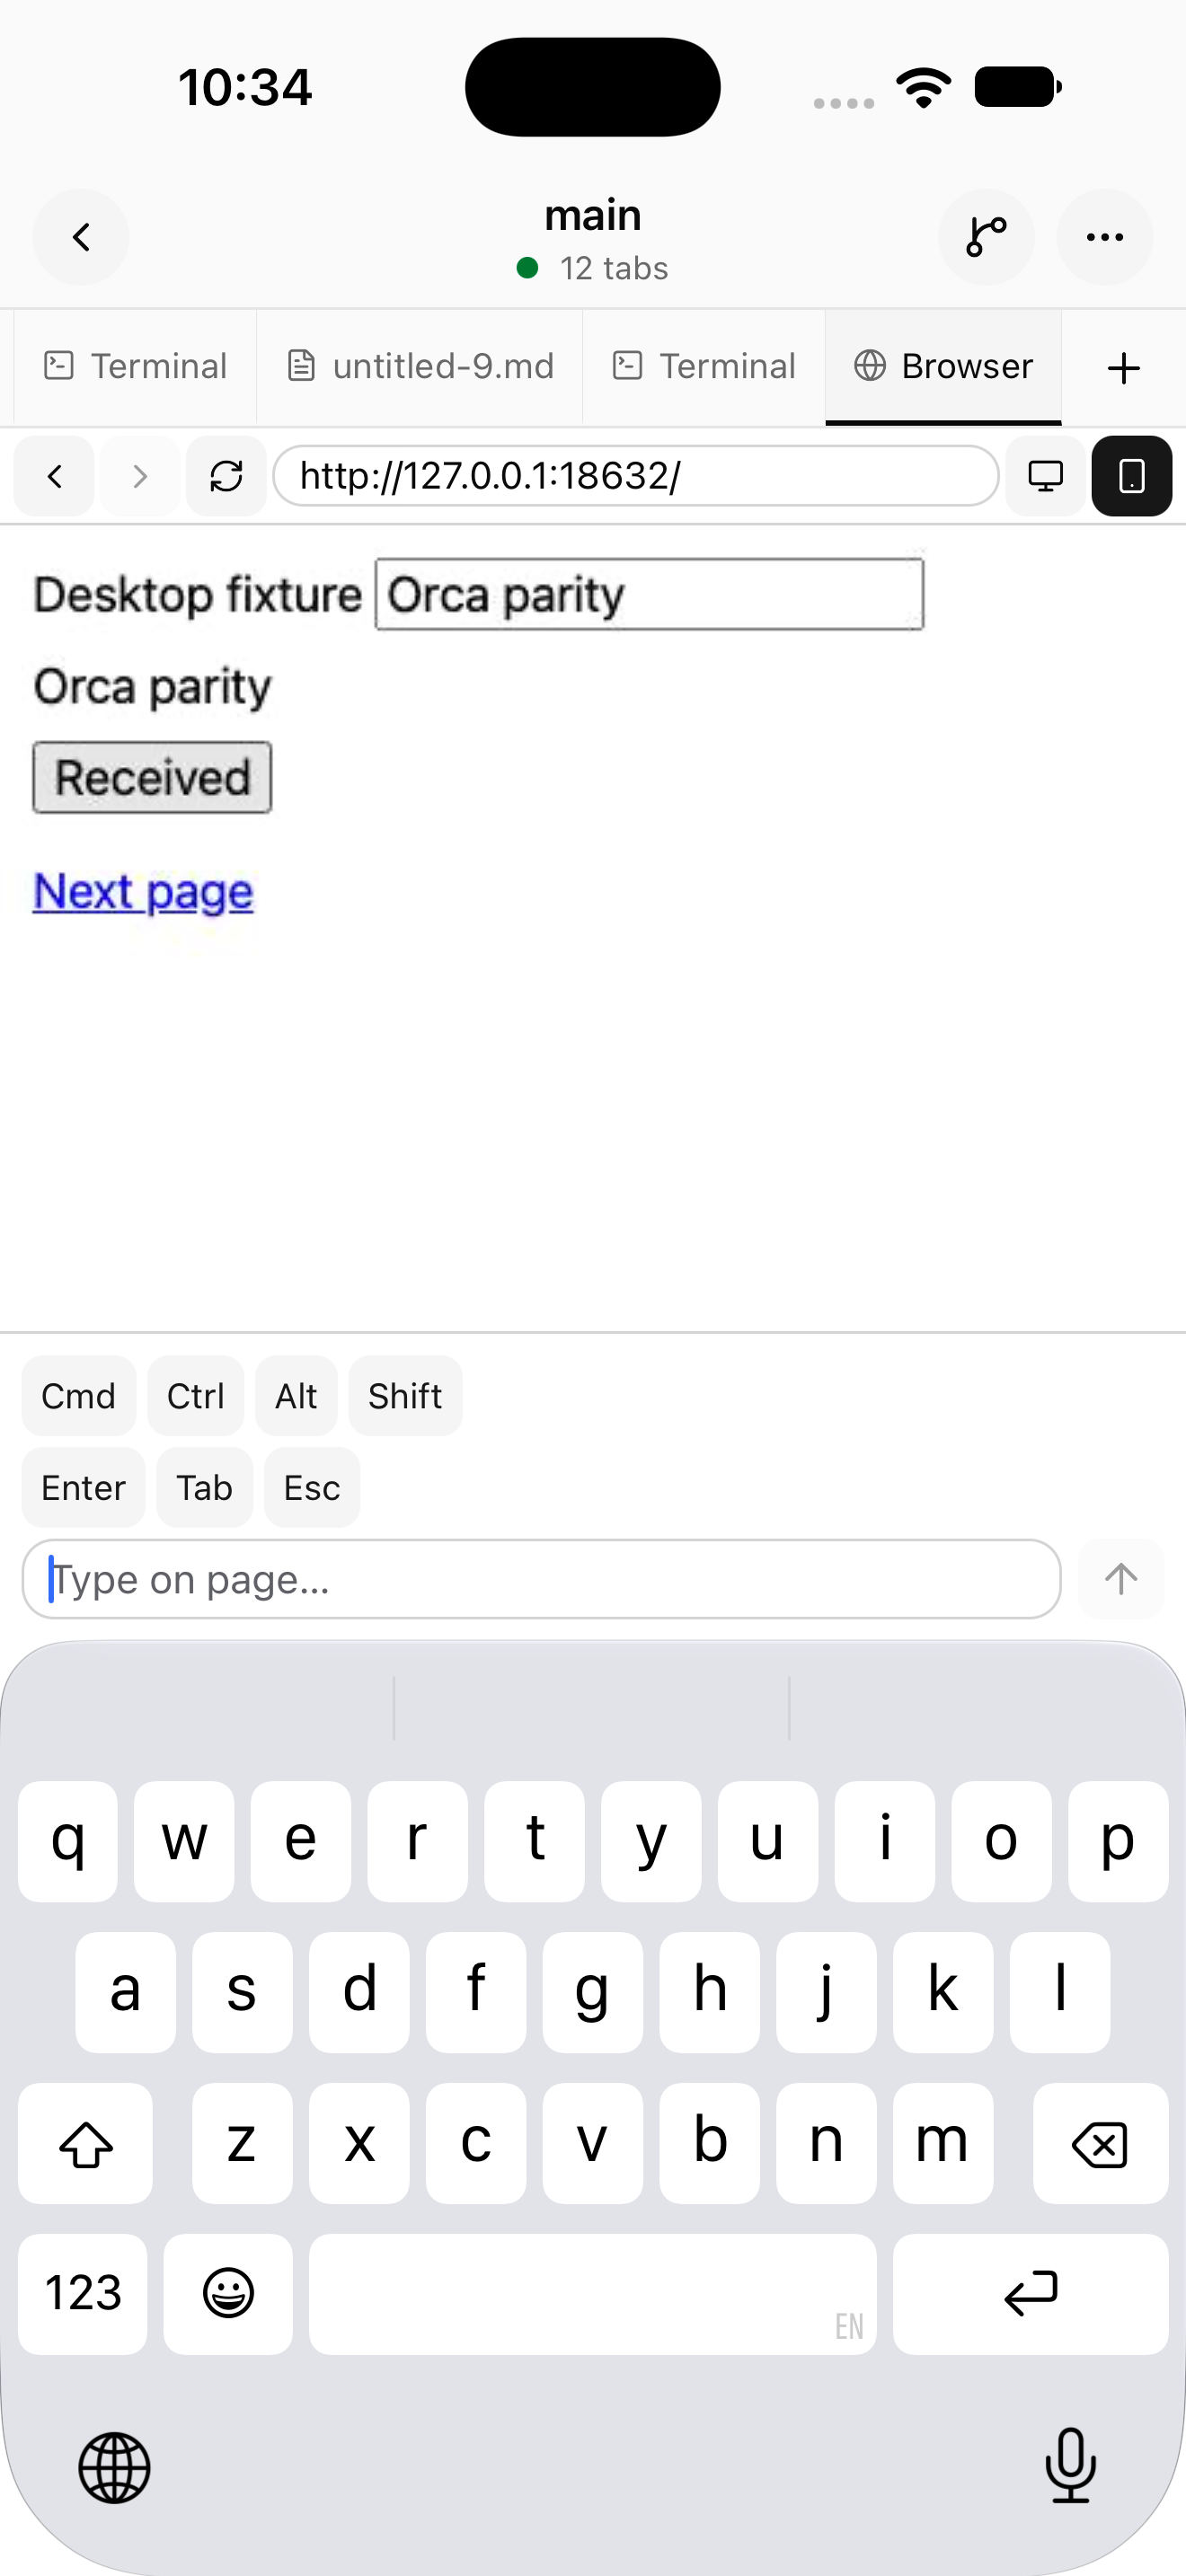 10:34
main
12 tabs
Terminal
untitled-9.md
Terminal
Browser
http://127.0.0.1:18632/
Desktop fixture Orca parity
Orca parity
Received
Next page
Cmd Ctrl Alt Shift
Enter Tab Esc
Type on page...
q w e r t y u i o p
a s d f g h j k l
z x c v b n m
123
EN